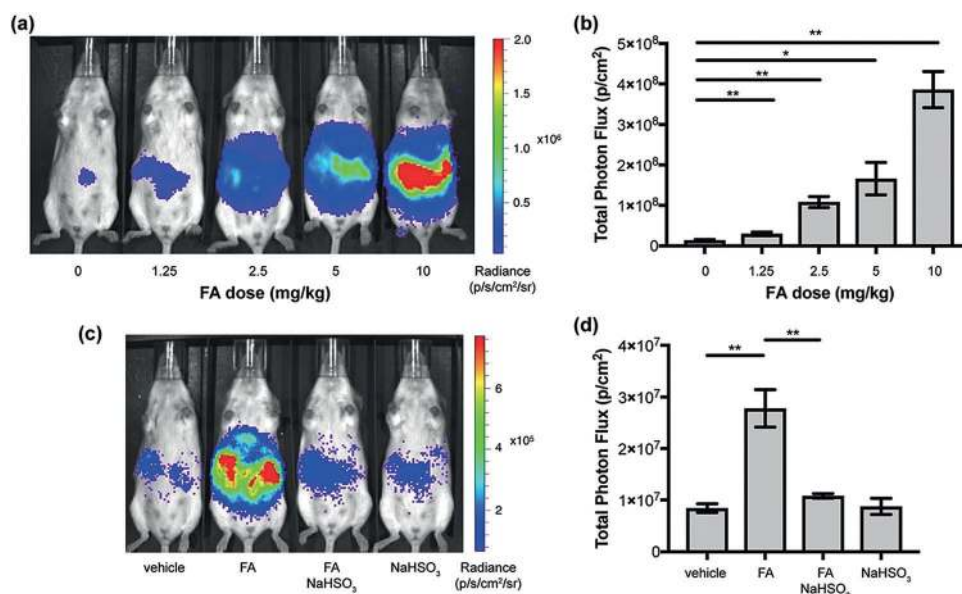 (a)
2.0
1.5
x10⁶
1.0
0.5
0
1.25
2.5
5
10
Radiance
(p/s/cm²/sr)
FA dose (mg/kg)
(b)
Total Photon Flux (p/cm²)
5×10⁸
4×10⁸
3×10⁸
2×10⁸
1×10⁸
0
**
*
**
**
0
1.25
2.5
5
10
FA dose (mg/kg)
(c)
6
4
x10⁵
2
vehicle
FA
FA
NaHSO₃
NaHSO₃
Radiance
(p/s/cm²/sr)
(d)
Total Photon Flux (p/cm²)
4×10⁷
3×10⁷
2×10⁷
1×10⁷
0
**
**
vehicle
FA
FA
NaHSO₃
NaHSO₃